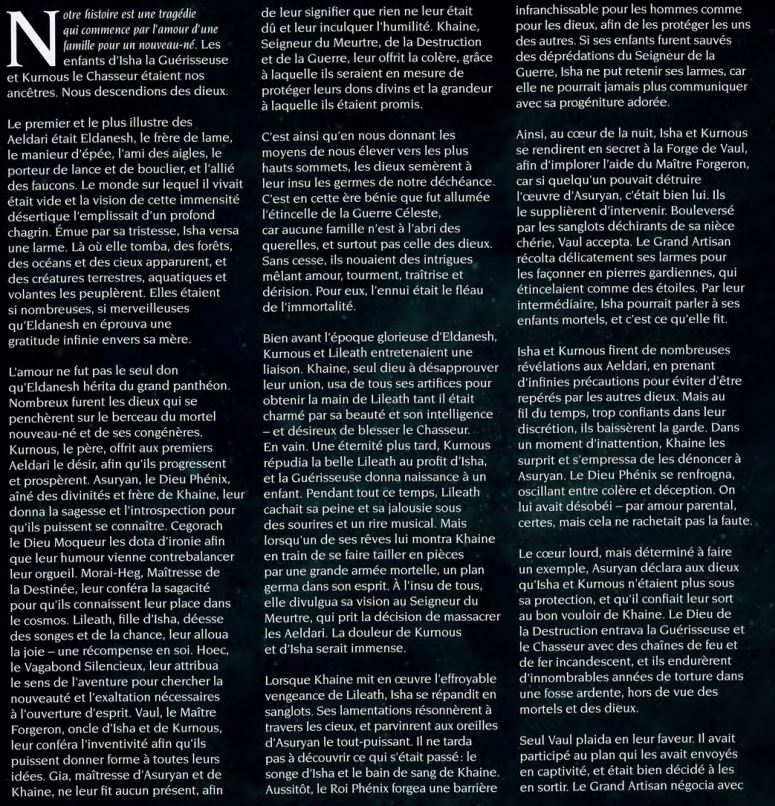 Notre histoire est une tragédie
qui commence par l'amour d'une
famille pour un nouveau-né. Les
enfants d'Isha la Guérisseuse
et Kurnous le Chasseur étaient nos
ancêtres. Nous descendions des dieux.
Le premier et le plus illustre des
Aeldari était Eldanesh, le frère de lame,
le manieur d'épée, l'ami des aigles, le
porteur de lance et de bouclier, et l'allié
des faucons. Le monde sur lequel il vivait
était vide et la vision de cette immensité
désertique l'emplissait d'un profond
chagrin. Émue par sa tristesse, Isha versa
une larme. Là où elle tomba, des forêts,
des océans et des cieux apparurent, et
des créatures terrestres, aquatiques et
volantes les peuplèrent. Elles étaient
si nombreuses, si merveilleuses
qu'Eldanesh en éprouva une
gratitude infinie envers sa mère.
L'amour ne fut pas le seul don
qu'Eldanesh hérita du grand panthéon.
Nombreux furent les dieux qui se
penchèrent sur le berceau du mortel
nouveau-né et de ses congénères.
Kurnous, le père, offrit aux premiers
Aeldari le désir, afin qu'ils progressent
et prospèrent. Asuryan, le Dieu Phénix,
aîné des divinités et frère de Khaine, leur
donna la sagesse et l'introspection pour
qu'ils puissent se connaître. Cegorach
le Dieu Moqueur les dota d'ironie afin
que leur humour vienne contrebalancer
leur orgueil. Morai-Heg, Maîtresse de
la Destinée, leur conféra la sagacité
pour qu'ils connaissent leur place dans
le cosmos. Lileath, fille d'Isha, déesse
des songes et de la chance, leur alloua
la joie – une récompense en soi. Hoec,
le Vagabond Silencieux, leur attribua
le sens de l'aventure pour chercher la
nouveauté et l'exaltation nécessaires
à l'ouverture d'esprit. Vaul, le Maître
Forgeron, oncle d'Isha et de Kurnous,
leur conféra l'inventivité afin qu'ils
puissent donner forme à toutes leurs
idées. Gia, maîtresse d'Asuryan et de
Khaine, ne leur fit aucun présent, afin
de leur signifier que rien ne leur était
dû et leur inculquer l'humilité. Khaine,
Seigneur du Meurtre, de la Destruction
et de la Guerre, leur offrit la colère, grâce
à laquelle ils seraient en mesure de
protéger leurs dons divins et la grandeur
à laquelle ils étaient promis.
C'est ainsi qu'en nous donnant les
moyens de nous élever vers les plus
hauts sommets, les dieux semèrent à
leur insu les germes de notre déchéance.
C'est en cette ère bénie que fut allumée
l'étincelle de la Guerre Céleste,
car aucune famille n'est à l'abri des
querelles, et surtout pas celle des dieux.
Sans cesse, ils nouaient des intrigues
mêlant amour, tourment, traîtrise et
dérision. Pour eux, l'ennui était le fléau
de l'immortalité.
Bien avant l'époque glorieuse d'Eldanesh,
Kurnous et Lileath entretenaient une
liaison. Khaine, seul dieu à désapprouver
leur union, usa de tous ses artifices pour
obtenir la main de Lileath tant il était
charmé par sa beauté et son intelligence
– et désireux de blesser le Chasseur.
En vain. Une éternité plus tard, Kurnous
répudia la belle Lileath au profit d'Isha,
et la Guérisseuse donna naissance à un
enfant. Pendant tout ce temps, Lileath
cachait sa peine et sa jalousie sous
des sourires et un rire musical. Mais
lorsqu'un de ses rêves lui montra Khaine
en train de se faire tailler en pièces
par une grande armée mortelle, un plan
germa dans son esprit. À l'insu de tous,
elle divulgua sa vision au Seigneur du
Meurtre, qui prit la décision de massacrer
les Aeldari. La douleur de Kurnous
et d'Isha serait immense.
Lorsque Khaine mit en œuvre l'effroyable
vengeance de Lileath, Isha se répandit en
sanglots. Ses lamentations résonnèrent à
travers les cieux, et parvinrent aux oreilles
d'Asuryan le tout-puissant. Il ne tarda
pas à découvrir ce qui s'était passé : le
songe d'Isha et le bain de sang de Khaine.
Aussitôt, le Roi Phénix forgea une barrière
infranchissable pour les hommes comme
pour les dieux, afin de les protéger les uns
des autres. Si ses enfants furent sauvés
des déprédations du Seigneur de la
Guerre, Isha ne put retenir ses larmes, car
elle ne pourrait jamais plus communiquer
avec sa progéniture adorée.
Ainsi, au cœur de la nuit, Isha et Kurnous
se rendirent en secret à la Forge de Vaul,
afin d'implorer l'aide du Maître Forgeron,
car si quelqu'un pouvait détruire
l'œuvre d'Asuryan, c'était bien lui. Ils
le supplièrent d'intervenir. Bouleversé
par les sanglots déchirants de sa nièce
chérie, Vaul accepta. Le Grand Artisan
récolta délicatement ses larmes pour
les façonner en pierres gardiennes, qui
étincelaient comme des étoiles. Par leur
intermédiaire, Isha pourrait parler à ses
enfants mortels, et c'est ce qu'elle fit.
Isha et Kurnous firent de nombreuses
révélations aux Aeldari, en prenant
d'infinies précautions pour éviter d'être
repérés par les autres dieux. Mais au
fil du temps, trop confiants dans leur
discrétion, ils baissèrent la garde. Dans
un moment d'inattention, Khaine les
surprit et s'empressa de les dénoncer à
Asuryan. Le Dieu Phénix se renfrogna,
oscillant entre colère et déception. On
lui avait désobéi – par amour parental,
certes, mais cela ne rachetait pas la faute.
Le cœur lourd, mais déterminé à faire
un exemple, Asuryan déclara aux dieux
qu'Isha et Kurnous n'étaient plus sous
sa protection, et qu'il confiait leur sort
au bon vouloir de Khaine. Le Dieu de
la Destruction entrava la Guérisseuse et
le Chasseur avec des chaînes de feu et
de fer incandescent, et ils endurèrent
d'innombrables années de torture dans
une fosse ardente, hors de vue des
mortels et des dieux.
Seul Vaul plaida en leur faveur. Il avait
participé au plan qui les avait envoyés
en captivité, et était bien décidé à les
en sortir. Le Grand Artisan négocia avec